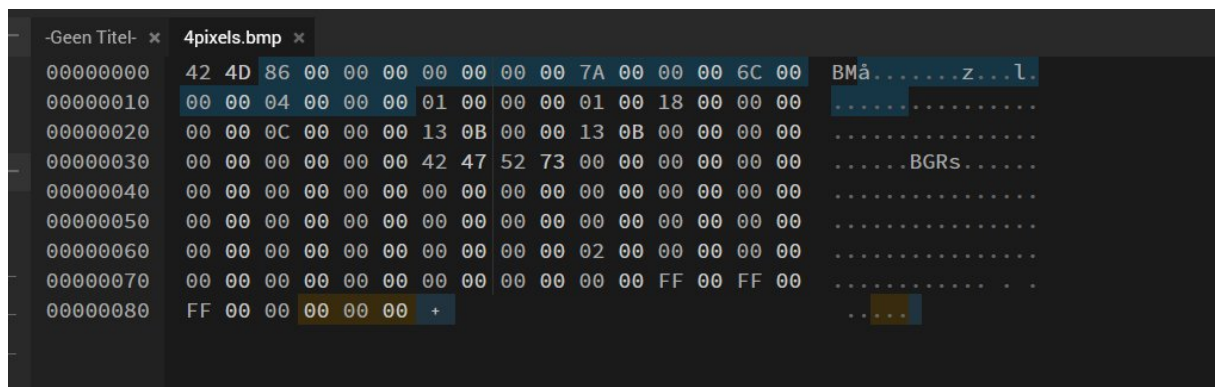 -Geen Titel- × 4pixels.bmp ×
00000000 42 4D 86 00 00 00 00 00 00 00 7A 00 00 00 6C 00 BMå.......z...l.
00000010 00 00 04 00 00 00 01 00 00 00 01 00 18 00 00 00 ................
00000020 00 00 0C 00 00 00 13 0B 00 00 13 0B 00 00 00 00 ................
00000030 00 00 00 00 00 00 42 47 52 73 00 00 00 00 00 00 ......BGRs......
00000040 00 00 00 00 00 00 00 00 00 00 00 00 00 00 00 00 ................
00000050 00 00 00 00 00 00 00 00 00 00 00 00 00 00 00 00 ................
00000060 00 00 00 00 00 00 00 00 00 00 02 00 00 00 00 00 ................
00000070 00 00 00 00 00 00 00 00 00 00 00 00 FF 00 FF 00 ............ . .
00000080 FF 00 00 00 00 00 + .....